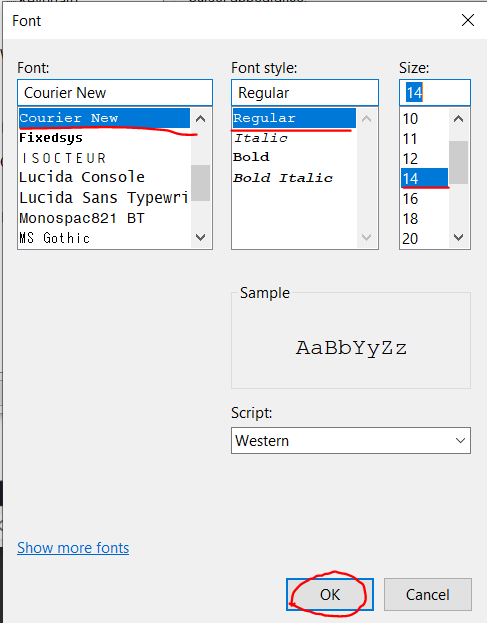 Font
Font:
Courier New
Courier New
Fixedsys
ISOCTEUR
Lucida Console
Lucida Sans Typewri
Monospac821 BT
MS Gothic
Font style:
Regular
Regular
Italic
Bold
Bold Italic
Size:
14
10
11
12
14
16
18
20
Sample
AaBbYyZz
Script:
Western
Show more fonts
OK
Cancel